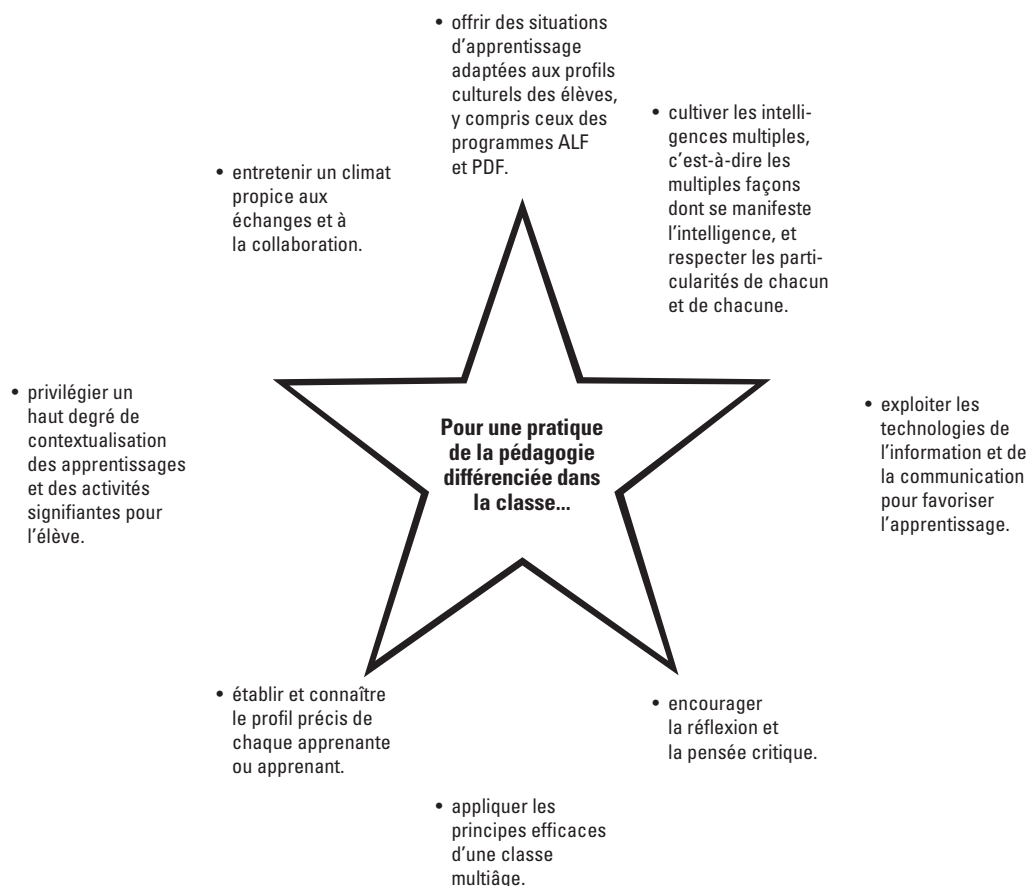 • offrir des situations
d’apprentissage
adaptées aux profils
culturels des élèves,
y compris ceux des
programmes ALF
et PDF.
• cultiver les intelli-
gences multiples,
c’est-à-dire les
multiples façons
dont se manifeste
l’intelligence, et
respecter les parti-
cularités de chacun
et de chacune.
• entretenir un climat
propice aux
échanges et à
la collaboration.
• privilégier un
haut degré de
contextualisation
des apprentissages
et des activités
signifiantes pour
l’élève.
Pour une pratique
de la pédagogie
différenciée dans
la classe...
• exploiter les
technologies de
l’information et de
la communication
pour favoriser
l’apprentissage.
• établir et connaître
le profil précis de
chaque apprenante
ou apprenant.
• encourager
la réflexion et
la pensée critique.
• appliquer les
principes efficaces
d’une classe
multiâge.